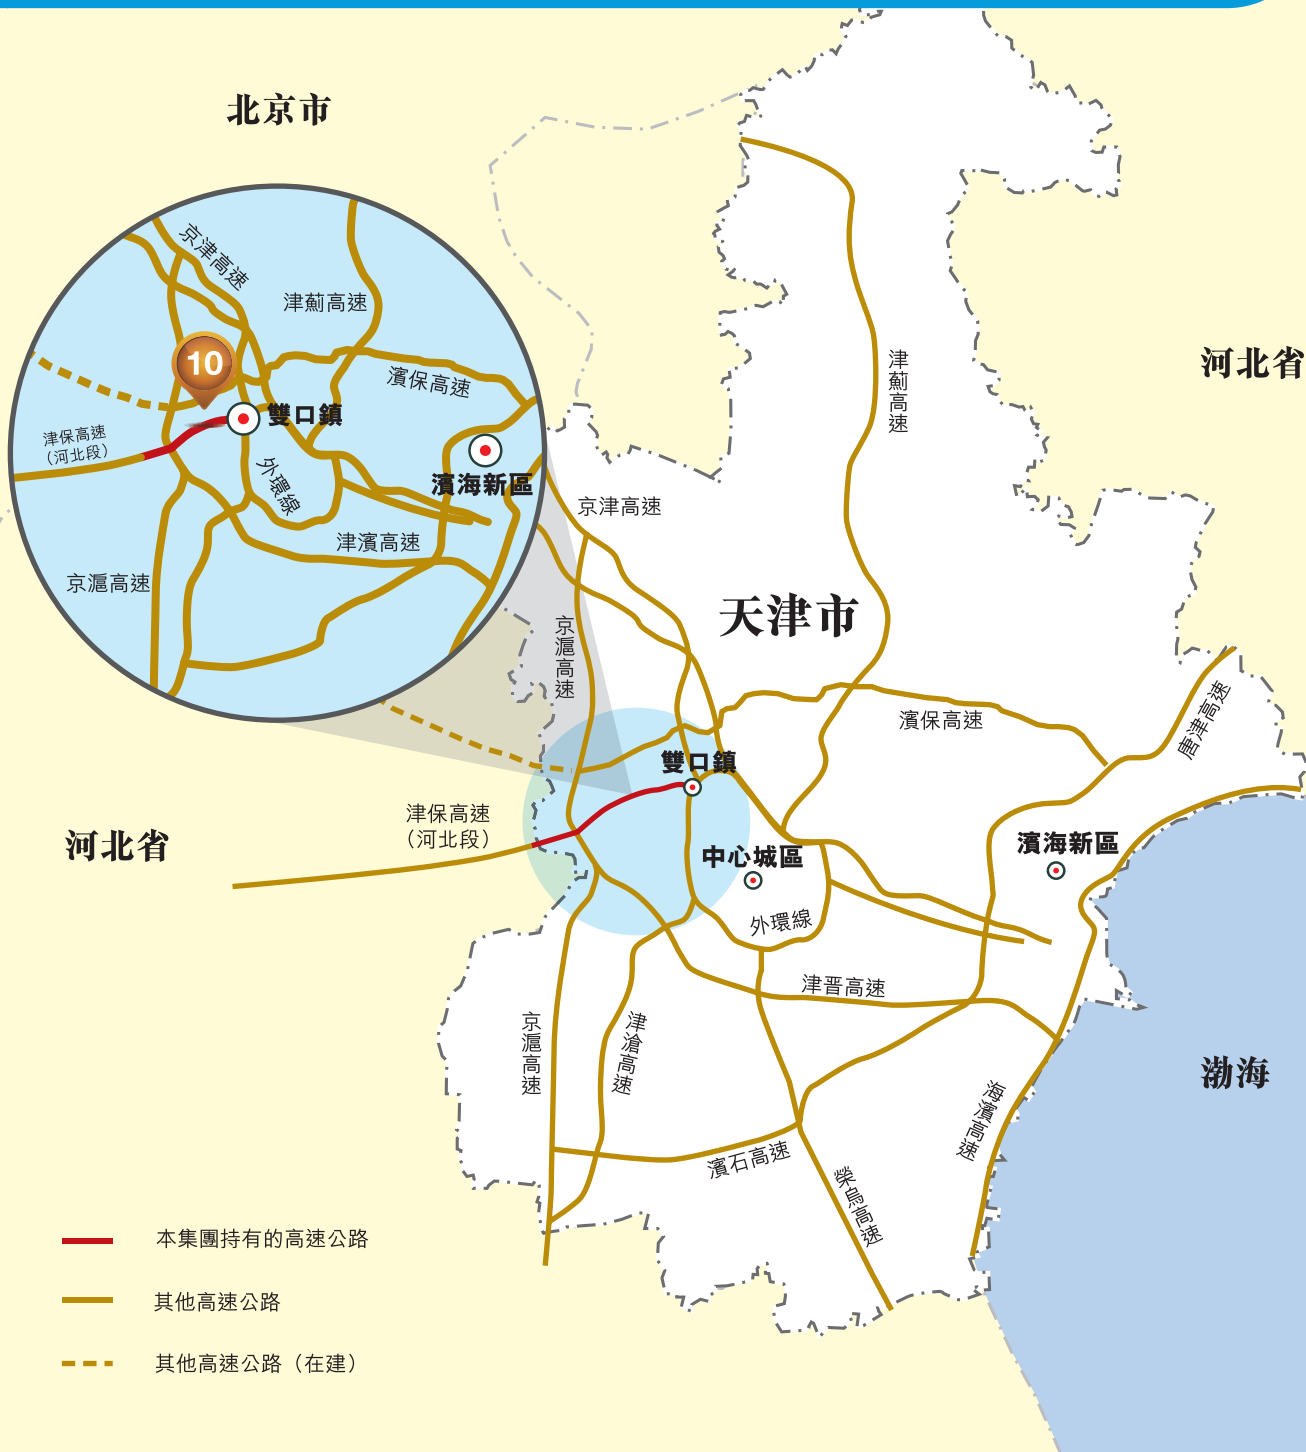 北京市
京津高速
津薊高速
10
濱保高速
津保高速
（河北段）
雙口鎮
外環線
濱海新區
津濱高速
京滬高速
河北省
津薊高速
京津高速
天津市
京滬高速
濱保高速
唐津高速
雙口鎮
津保高速
（河北段）
河北省
中心城區
濱海新區
外環線
津晋高速
京滬高速
津滄高速
渤海
海濱高速
濱石高速
榮烏高速
本集團持有的高速公路
其他高速公路
其他高速公路（在建）